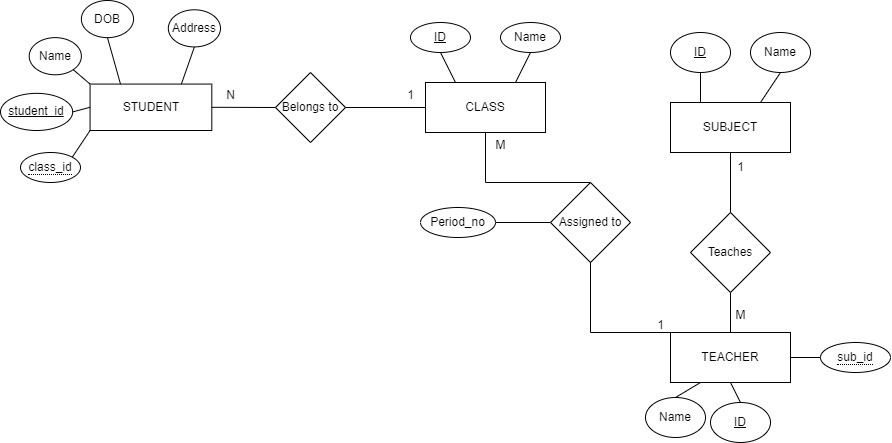 DOB
Address
Name
student_id
class_id
STUDENT
N
Belongs to
1
ID
Name
CLASS
M
ID
Name
SUBJECT
1
Period_no
Assigned to
Teaches
M
1
TEACHER
sub_id
Name
ID